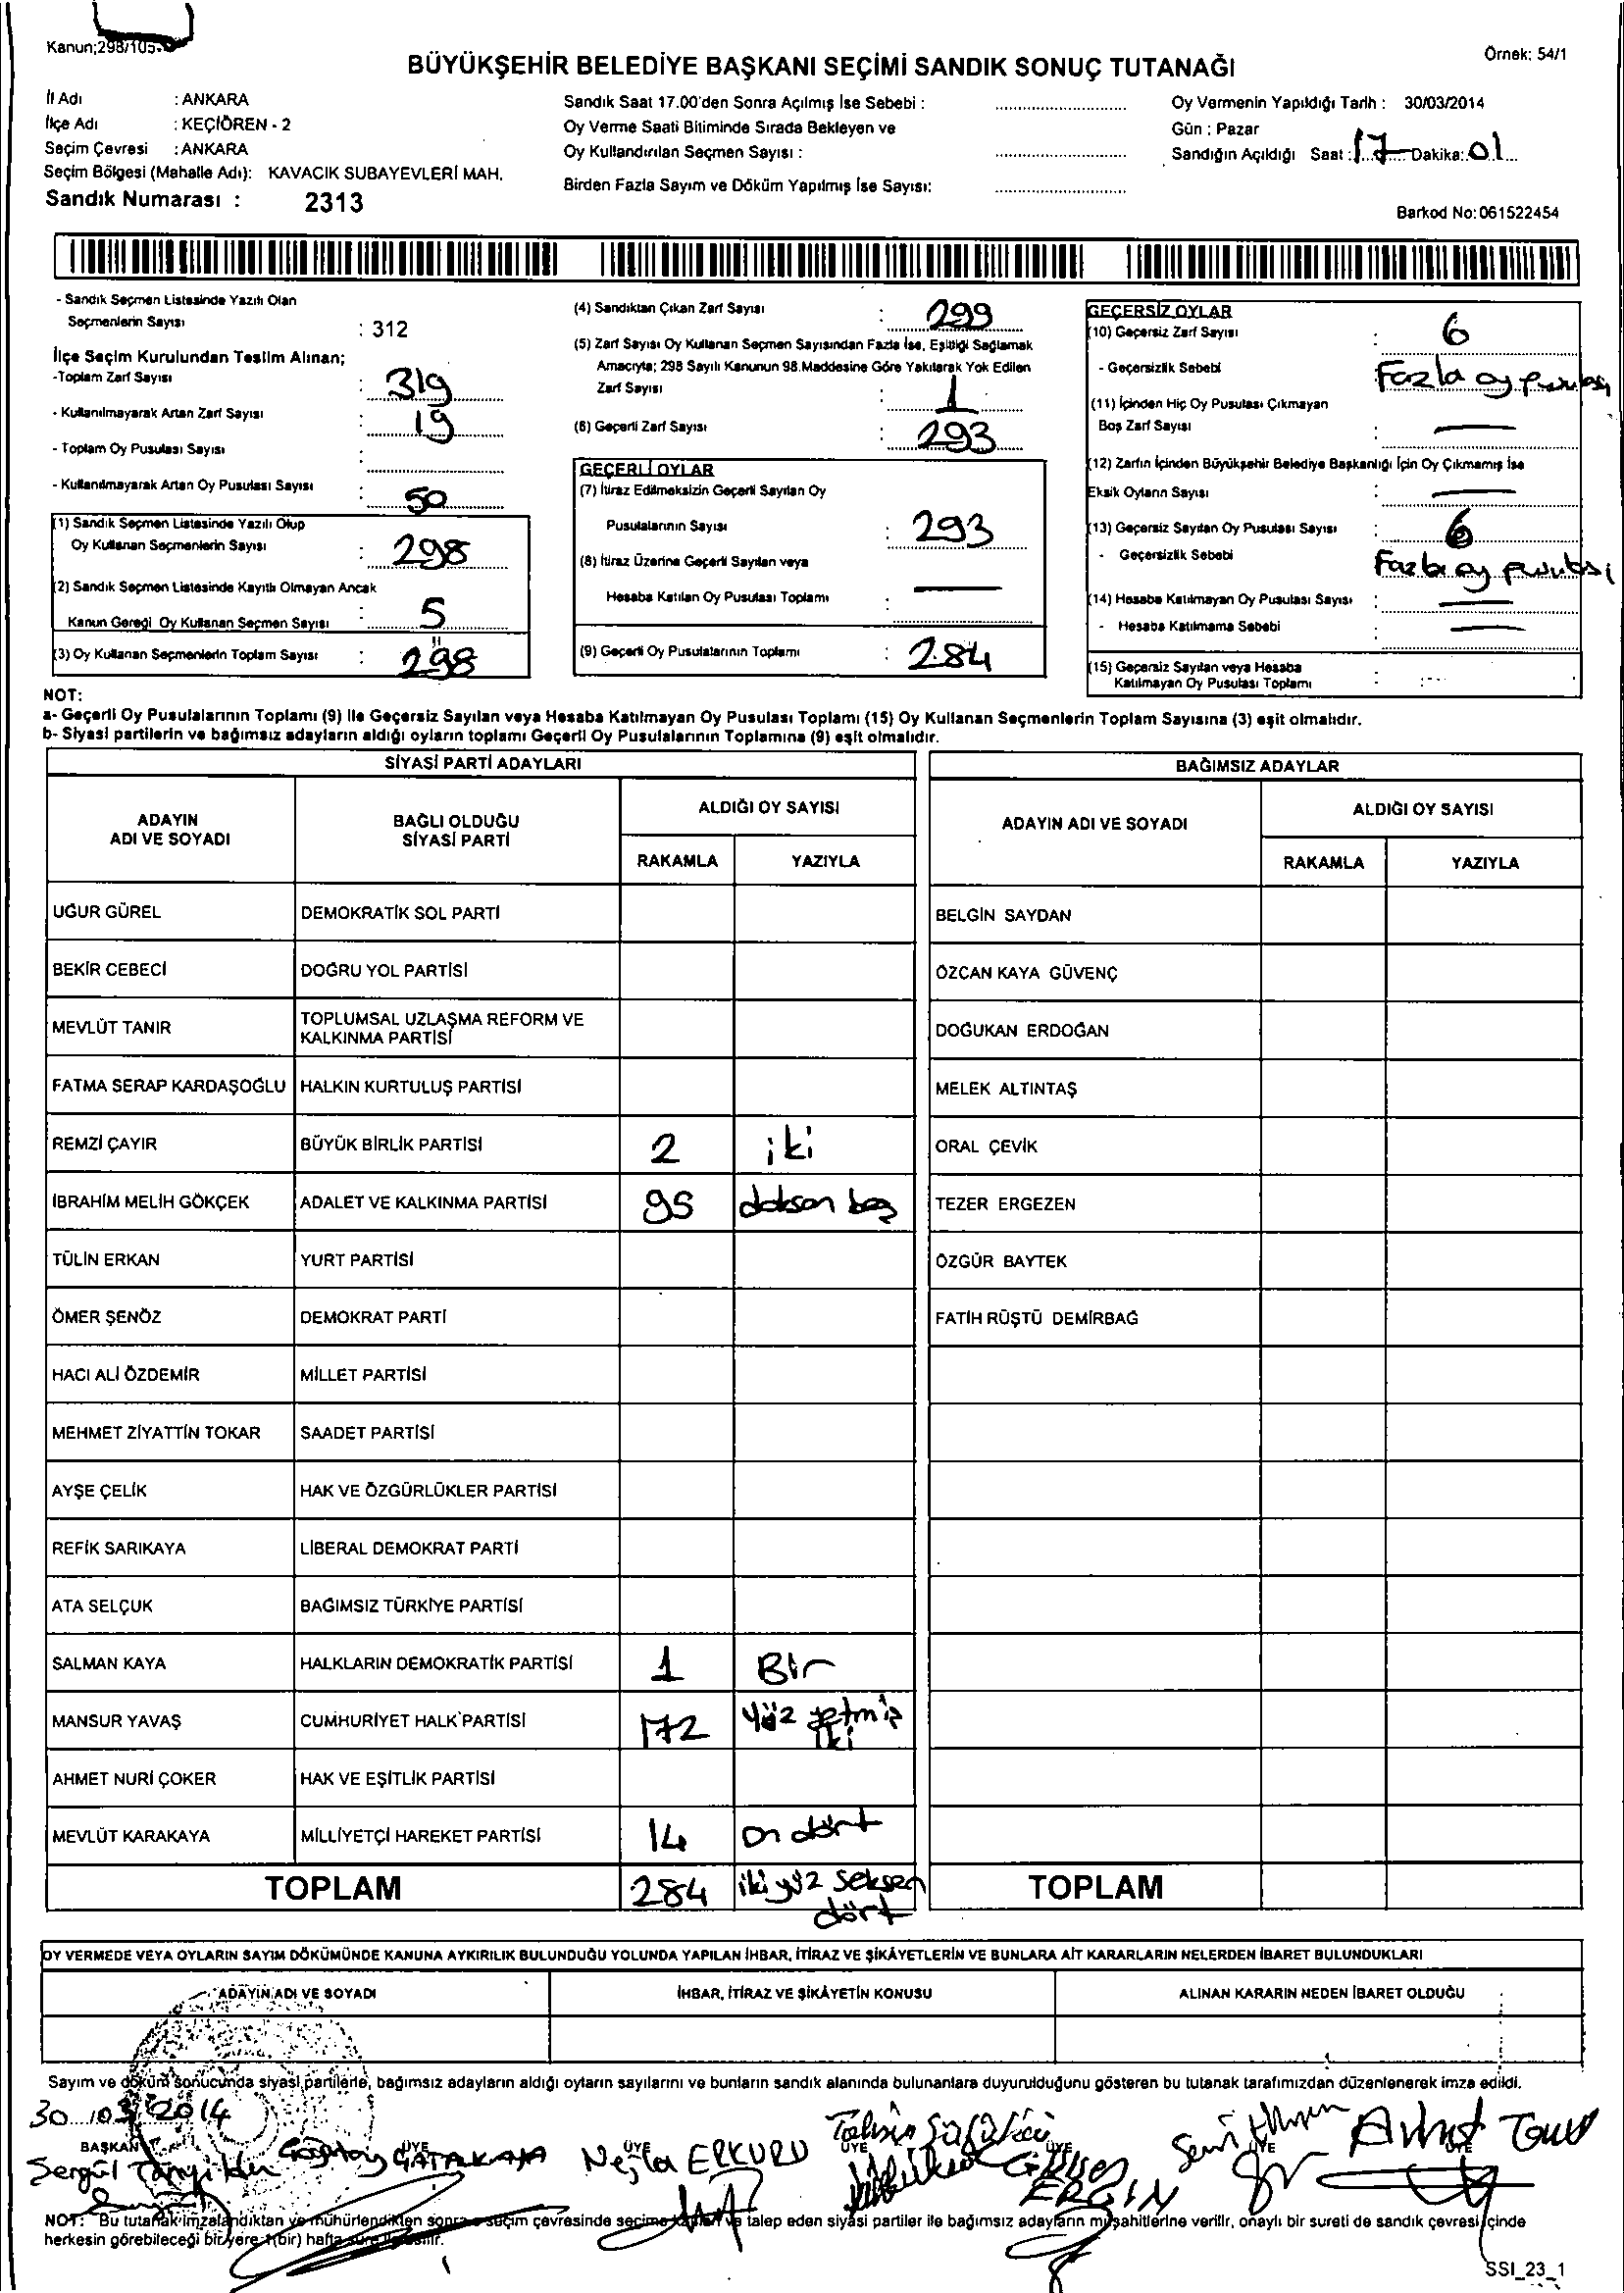 Kanun;298/105
Örnek: 54/1
BÜYÜKŞEHİR BELEDİYE BAŞKANI SEÇİMİ SANDIK SONUÇ TUTANAĞI
İl Adı : ANKARA
İlçe Adı : KEÇİÖREN - 2
Seçim Çevresi : ANKARA
Seçim Bölgesi (Mahalle Adı): KAVACIK SUBAYEVLERİ MAH.
Sandık Numarası : 2313
Sandık Saat 17.00'den Sonra Açılmış İse Sebebi :
Oy Verme Saati Bitiminde Sırada Bekleyen ve
Oy Kullandırılan Seçmen Sayısı :
Birden Fazla Sayım ve Döküm Yapılmış İse Sayısı:
Oy Vermenin Yapıldığı Tarih : 30/03/2014
Gün : Pazar
Sandığın Açıldığı Saat : 17 Dakika: 01
Barkod No:061522454
- Sandık Seçmen Listesinde Yazılı Olan
Seçmenlerin Sayısı : 312
İlçe Seçim Kurulundan Teslim Alınan;
-Toplam Zarf Sayısı : 319
- Kullanılmayarak Artan Zarf Sayısı : 19
- Toplam Oy Pusulası Sayısı :
- Kullanılmayarak Artan Oy Pusulası Sayısı : 50
(1) Sandık Seçmen Listesinde Yazılı Olup
Oy Kullanan Seçmenlerin Sayısı : 298
(2) Sandık Seçmen Listesinde Kayıtlı Olmayan Ancak
Kanun Gereği Oy Kullanan Seçmen Sayısı : 5
(3) Oy Kullanan Seçmenlerin Toplam Sayısı : 298
(4) Sandıktan Çıkan Zarf Sayısı : 299
(5) Zarf Sayısı Oy Kullanan Seçmen Sayısından Fazla İse, Eşitliği Sağlamak
Amacıyla; 298 Sayılı Kanunun 98.Maddesine Göre Yakılarak Yok Edilen
Zarf Sayısı : 1
(6) Geçerli Zarf Sayısı : 293
GEÇERLİ OYLAR
(7) İtiraz Edilmeksizin Geçerli Sayılan Oy
Pusulalarının Sayısı : 293
(8) İtiraz Üzerine Geçerli Sayılan veya
Hesaba Katılan Oy Pusulası Toplamı : —
(9) Geçerli Oy Pusulalarının Toplamı : 284
GEÇERSİZ OYLAR
(10) Geçersiz Zarf Sayısı : 6
- Geçersizlik Sebebi Fazla oy pusulası
(11) İçinden Hiç Oy Pusulası Çıkmayan
Boş Zarf Sayısı : —
(12) Zarfın İçinden Büyükşehir Belediye Başkanlığı İçin Oy Çıkmamış İse
Eksik Oyların Sayısı : —
(13) Geçersiz Sayılan Oy Pusulası Sayısı : 6
- Geçersizlik Sebebi Fazla oy pusulası
(14) Hesaba Katılmayan Oy Pusulası Sayısı : —
- Hesaba Katılmama Sebebi : —
(15) Geçersiz Sayılan veya Hesaba
Katılmayan Oy Pusulası Toplamı :
NOT:
a- Geçerli Oy Pusulalarının Toplamı (9) ile Geçersiz Sayılan veya Hesaba Katılmayan Oy Pusulası Toplamı (15) Oy Kullanan Seçmenlerin Toplam Sayısına (3) eşit olmalıdır.
b- Siyasi partilerin ve bağımsız adayların aldığı oyların toplamı Geçerli Oy Pusulalarının Toplamına (9) eşit olmalıdır.
SİYASİ PARTİ ADAYLARI
ADAYIN ADI VE SOYADI BAĞLI OLDUĞU SİYASİ PARTİ ALDIĞI OY SAYISI
RAKAMLA YAZIYLA
UĞUR GÜREL DEMOKRATİK SOL PARTİ
BEKİR CEBECİ DOĞRU YOL PARTİSİ
MEVLÜT TANIR TOPLUMSAL UZLAŞMA REFORM VE KALKINMA PARTİSİ
FATMA SERAP KARDAŞOĞLU HALKIN KURTULUŞ PARTİSİ
REMZİ ÇAYIR BÜYÜK BİRLİK PARTİSİ 2 iki
İBRAHİM MELİH GÖKÇEK ADALET VE KALKINMA PARTİSİ 95 doksan beş
TÜLİN ERKAN YURT PARTİSİ
ÖMER ŞENÖZ DEMOKRAT PARTİ
HACI ALİ ÖZDEMİR MİLLET PARTİSİ
MEHMET ZİYATTİN TOKAR SAADET PARTİSİ
AYŞE ÇELİK HAK VE ÖZGÜRLÜKLER PARTİSİ
REFİK SARIKAYA LİBERAL DEMOKRAT PARTİ
ATA SELÇUK BAĞIMSIZ TÜRKİYE PARTİSİ
SALMAN KAYA HALKLARIN DEMOKRATİK PARTİSİ 1 Bir
MANSUR YAVAŞ CUMHURİYET HALK PARTİSİ 172 yüz yetmiş iki
AHMET NURİ ÇOKER HAK VE EŞİTLİK PARTİSİ
MEVLÜT KARAKAYA MİLLİYETÇİ HAREKET PARTİSİ 14 on dört
TOPLAM 284 iki yüz seksen dört
BAĞIMSIZ ADAYLAR
ADAYIN ADI VE SOYADI ALDIĞI OY SAYISI
RAKAMLA YAZIYLA
BELGİN SAYDAN
ÖZCAN KAYA GÜVENÇ
DOĞUKAN ERDOĞAN
MELEK ALTINTAŞ
ORAL ÇEVİK
TEZER ERGEZEN
ÖZGÜR BAYTEK
FATİH RÜŞTÜ DEMİRBAĞ
TOPLAM
OY VERMEDE VEYA OYLARIN SAYIM DÖKÜMÜNDE KANUNA AYKIRILIK BULUNDUĞU YOLUNDA YAPILAN İHBAR, İTİRAZ VE ŞİKÂYETLERİN VE BUNLARA AİT KARARLARIN NELERDEN İBARET BULUNDUKLARI
ADAYIN ADI VE SOYADI İHBAR, İTİRAZ VE ŞİKÂYETİN KONUSU ALINAN KARARIN NEDEN İBARET OLDUĞU
Sayım ve döküm sonucunda siyasi partilerle, bağımsız adayların aldığı oyların sayılarını ve bunların sandık alanında bulunanlara duyurulduğunu gösteren bu tutanak tarafımızdan düzenlenerek imza edildi.
30/03/2014
BAŞKAN ÜYE ÜYE ÜYE ÜYE ÜYE ÜYE
Sergül Nejla ERKURU Gülşen ERGİN Ahmet
NOT: Bu tutanak imzalandıktan ve mühürlendikten sonra o seçim çevresinde seçime katılan ve talep eden siyasi partiler ile bağımsız adayların müşahitlerine verilir, onaylı bir sureti de sandık çevresi içinde
herkesin görebileceği bir yere 1(bir) hafta süre ile asılır.
SSI_23_1